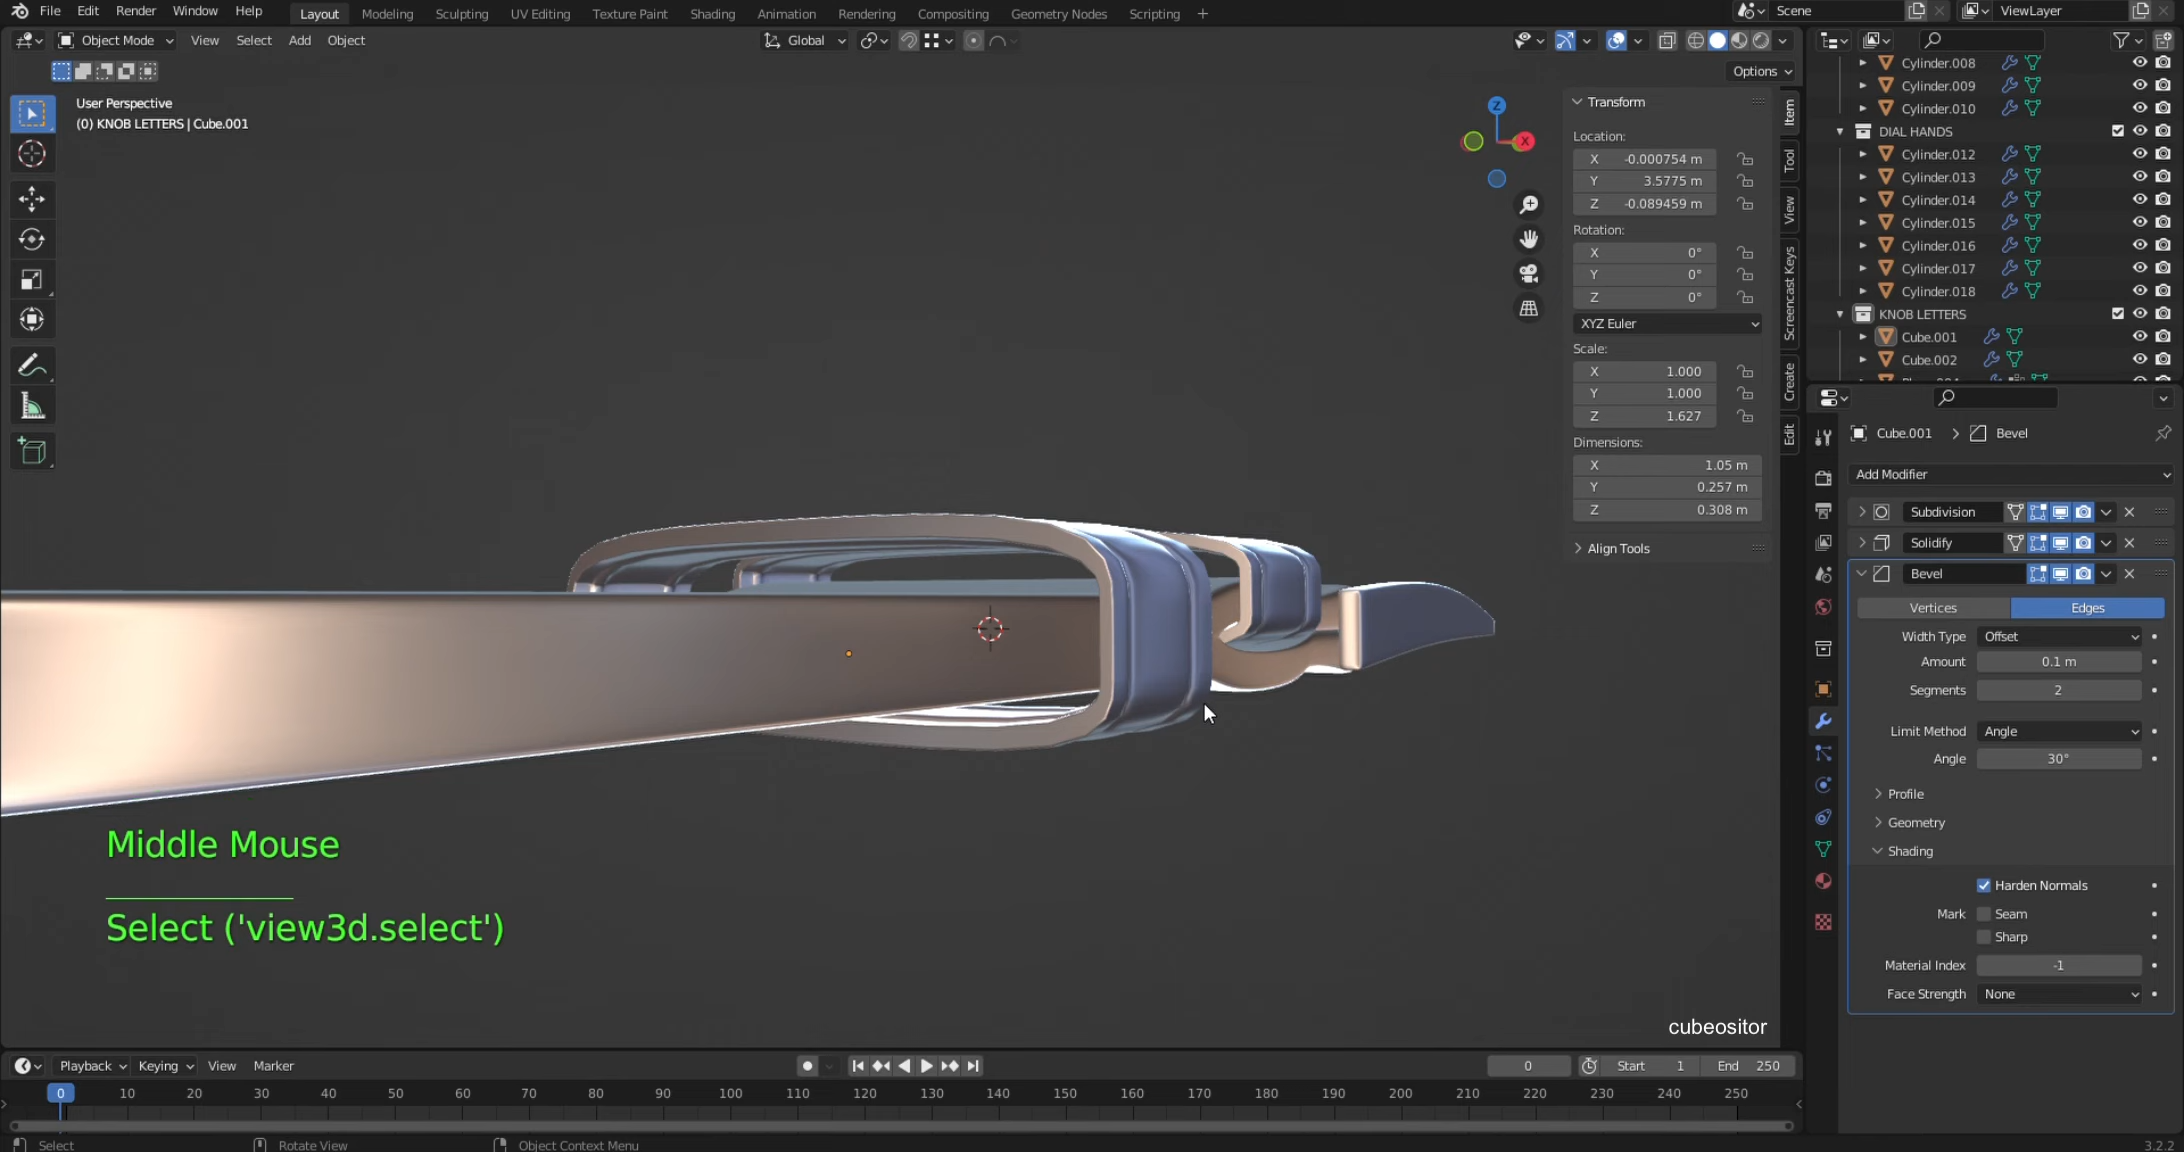 File Edit Render Window Help Layout Modeling Sculpting UV Editing Texture Paint Shading Animation Rendering Compositing Geometry Nodes Scripting + Scene ViewLayer
Object Mode View Select Add Object Global
Options
User Perspective
(0) KNOB LETTERS | Cube.001
Z
X
Transform
Location:
X -0.000754 m
Y 3.5775 m
Z -0.089459 m
Rotation:
X 0°
Y 0°
Z 0°
XYZ Euler
Scale:
X 1.000
Y 1.000
Z 1.627
Dimensions:
X 1.05 m
Y 0.257 m
Z 0.308 m
Align Tools
Item
Tool
View
Screencast Keys
Create
Edit
Cylinder.008
Cylinder.009
Cylinder.010
DIAL HANDS
Cylinder.012
Cylinder.013
Cylinder.014
Cylinder.015
Cylinder.016
Cylinder.017
Cylinder.018
KNOB LETTERS
Cube.001
Cube.002
Cube.001 > Bevel
Add Modifier
Subdivision
Solidify
Bevel
Vertices Edges
Width Type Offset
Amount 0.1 m
Segments 2
Limit Method Angle
Angle 30°
Profile
Geometry
Shading
Harden Normals
Mark Seam
Sharp
Material Index -1
Face Strength None
Middle Mouse
Select ('view3d.select')
cubeositor
Playback Keying View Marker 0 Start 1 End 250
0 10 20 30 40 50 60 70 80 90 100 110 120 130 140 150 160 170 180 190 200 210 220 230 240 250
Select Rotate View Object Context Menu 3.2.2